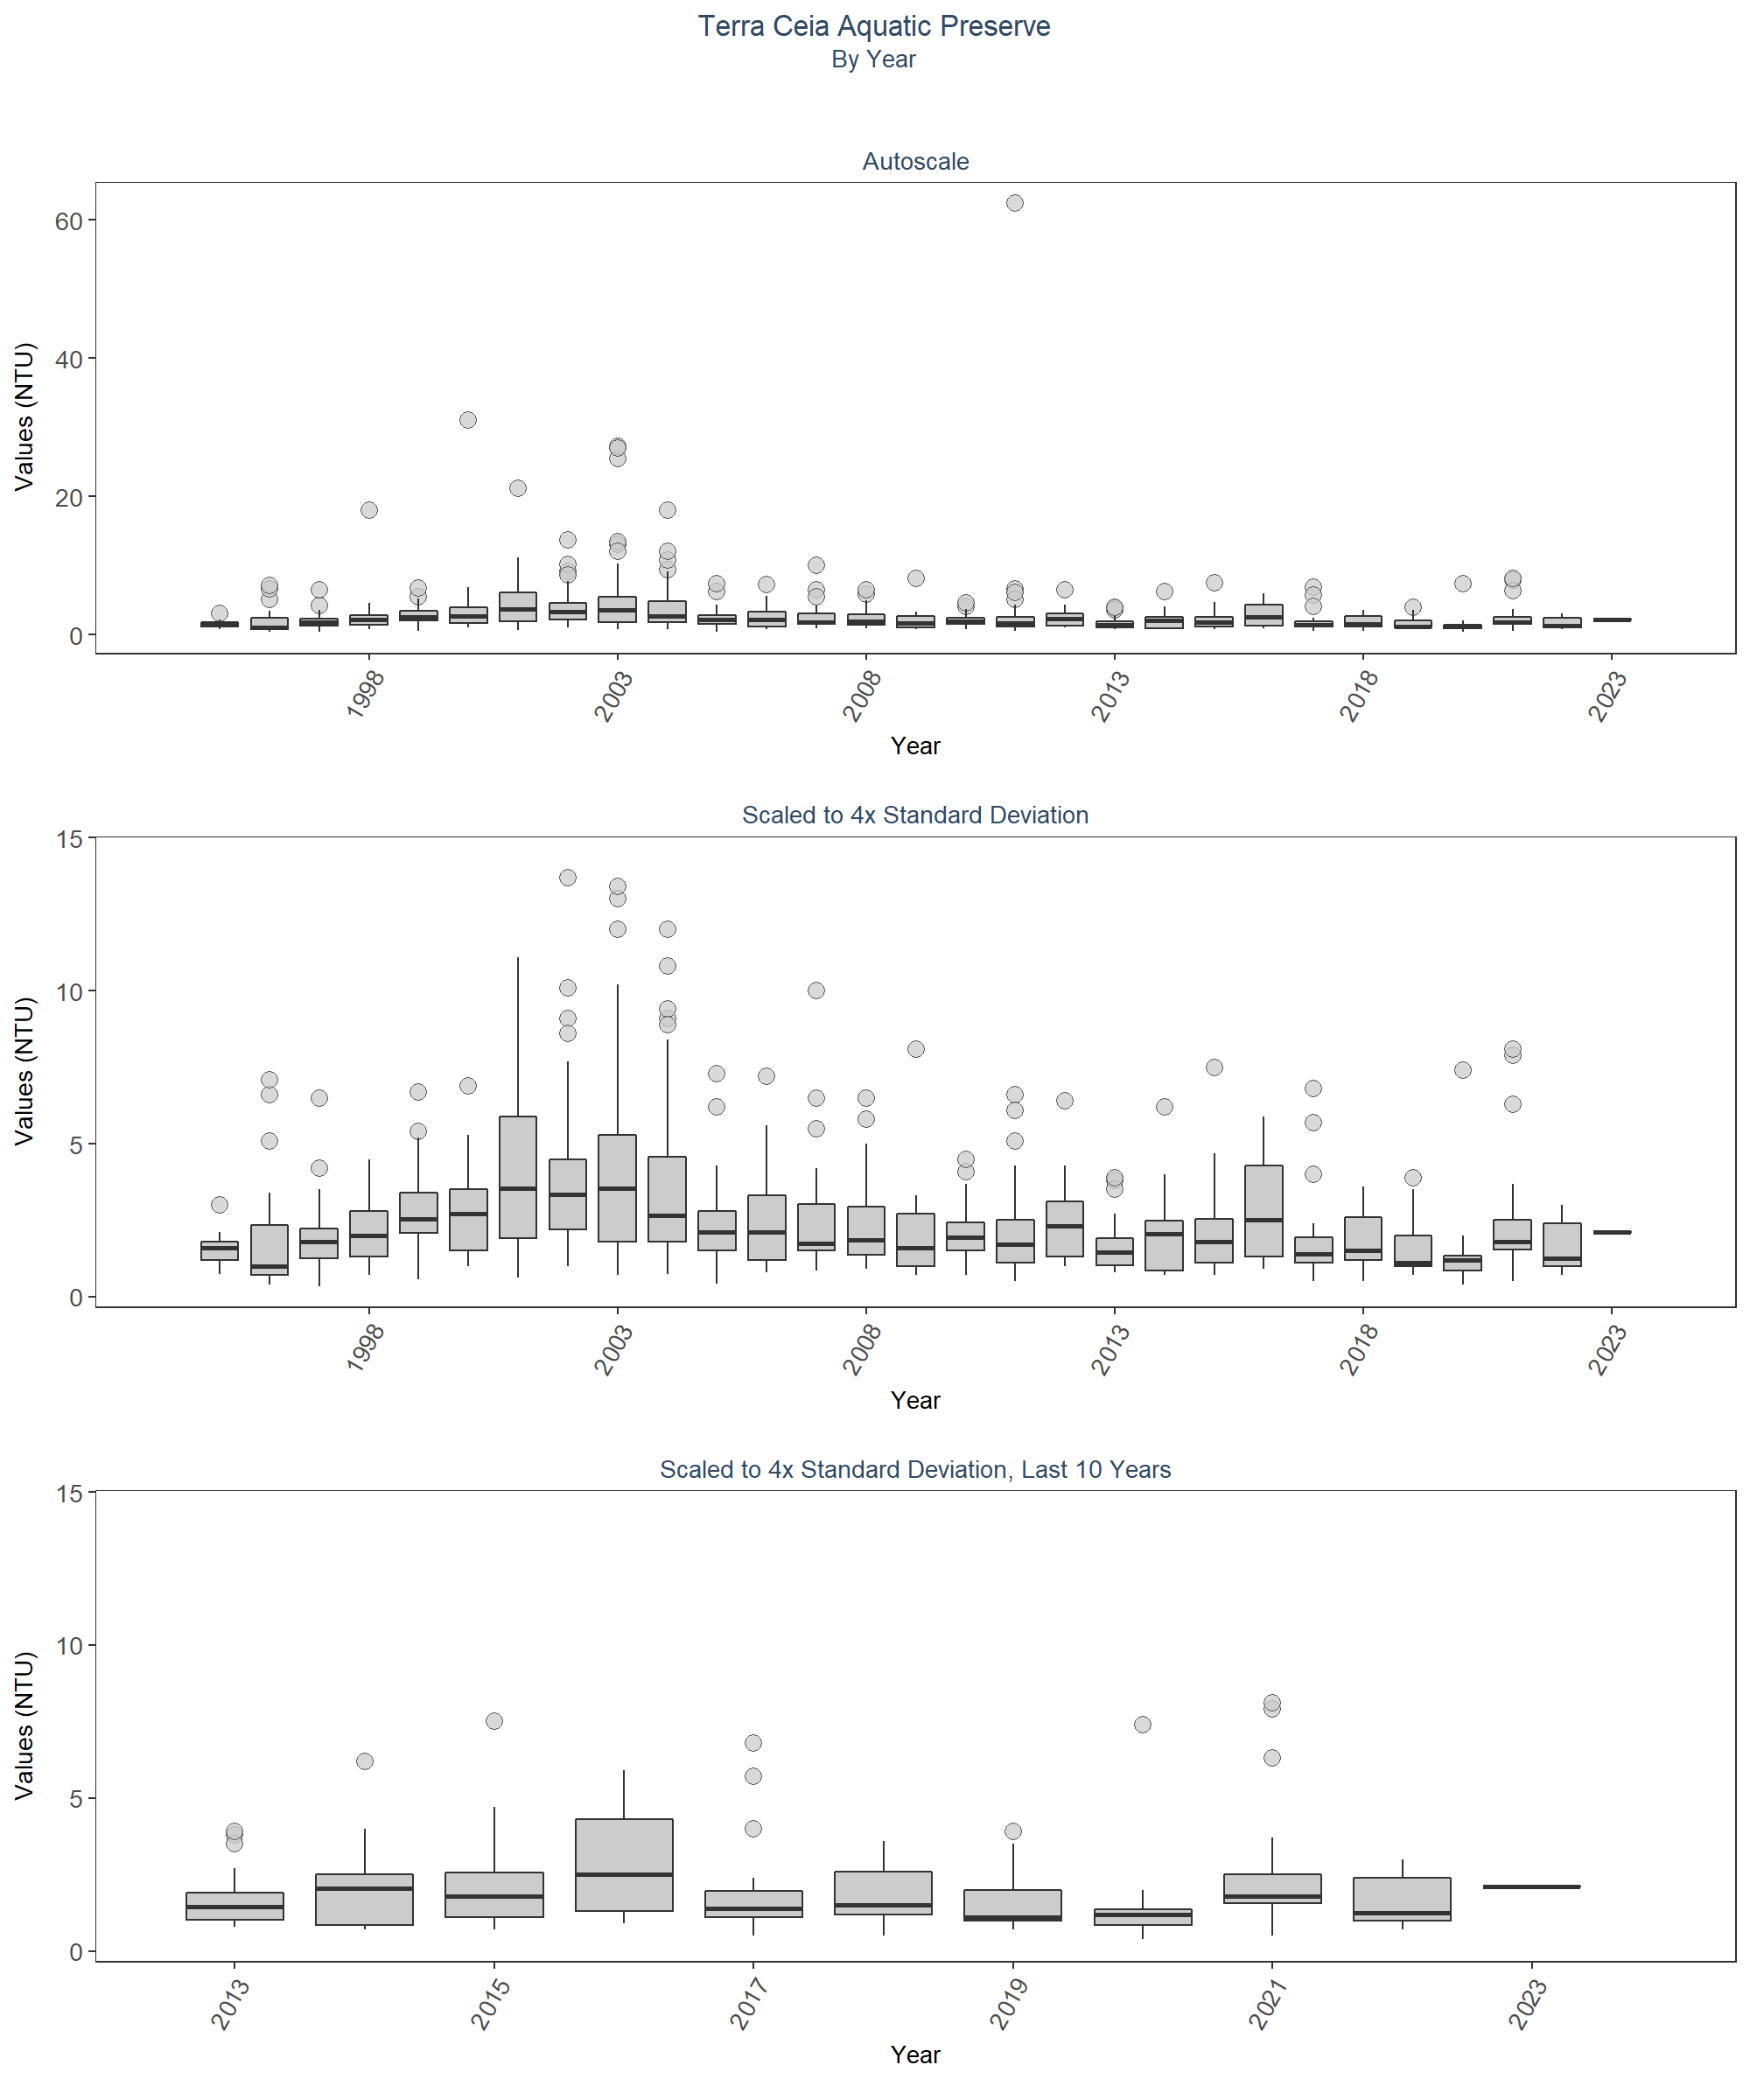 Terra Ceia Aquatic Preserve
By Year
Autoscale
Values (NTU)
60
40
20
0
1998 2003 2008 2013 2018 2023
Year
Scaled to 4x Standard Deviation
Values (NTU)
15
10
5
0
1998 2003 2008 2013 2018 2023
Year
Scaled to 4x Standard Deviation, Last 10 Years
Values (NTU)
15
10
5
0
2013 2015 2017 2019 2021 2023
Year